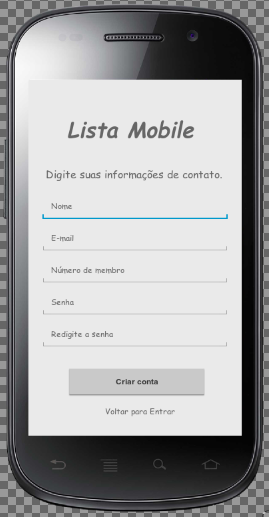 Lista Mobile
Digite suas informações de contato.
Nome
E-mail
Número de membro
Senha
Redigite a senha
Criar conta
Voltar para Entrar